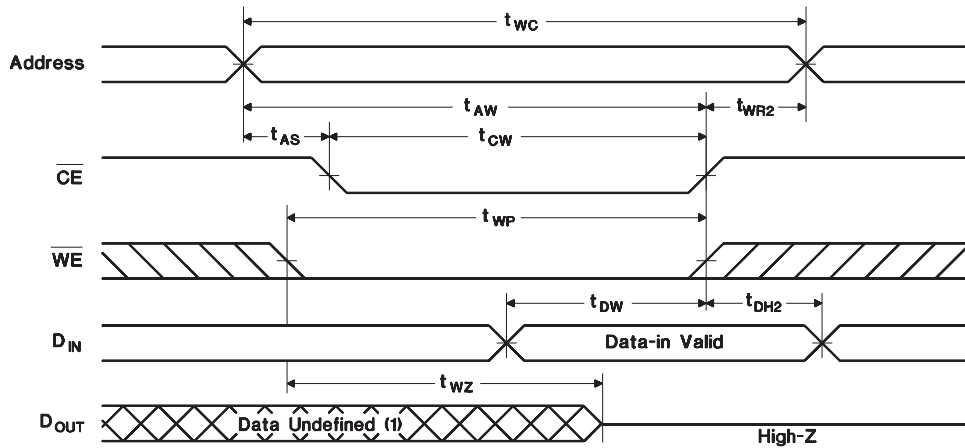 tWC
Address
tAW
tWR2
tAS
tCW
CE
tWP
WE
tDW
tDH2
DIN
Data-in Valid
tWZ
DOUT
Data Undefined (1)
High-Z